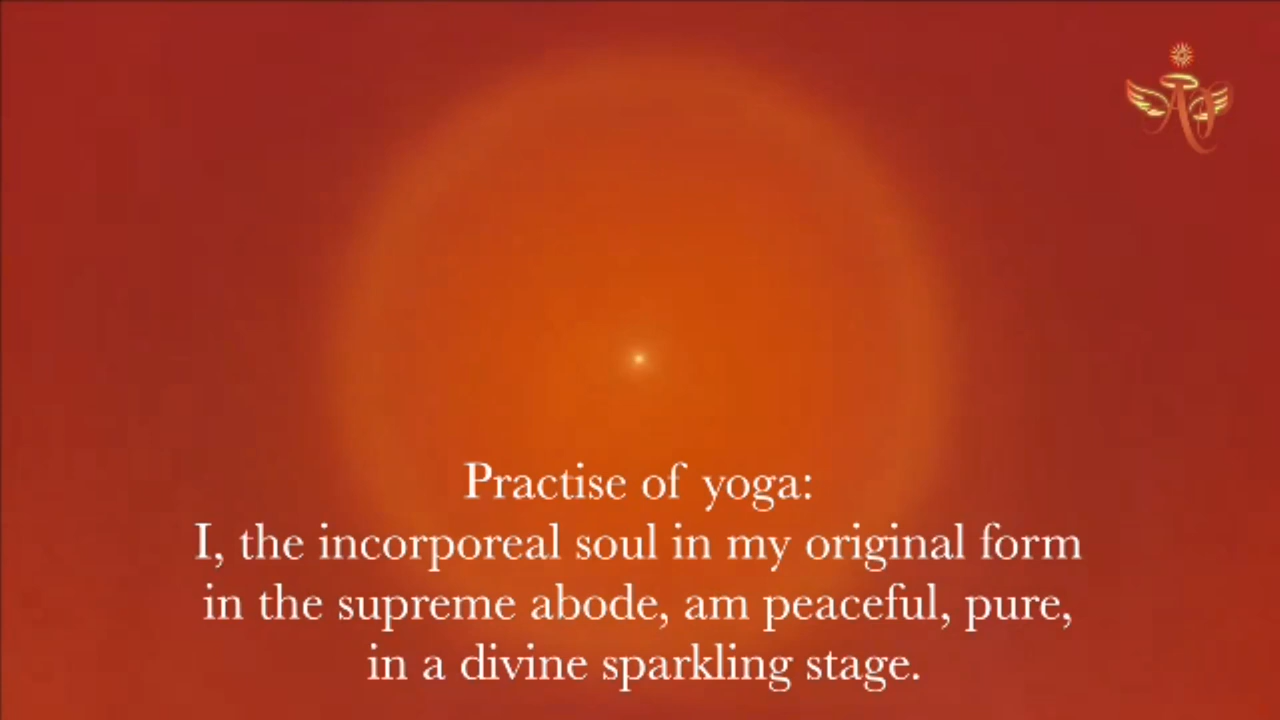 Practise of yoga:
I, the incorporeal soul in my original form
in the supreme abode, am peaceful, pure,
in a divine sparkling stage.